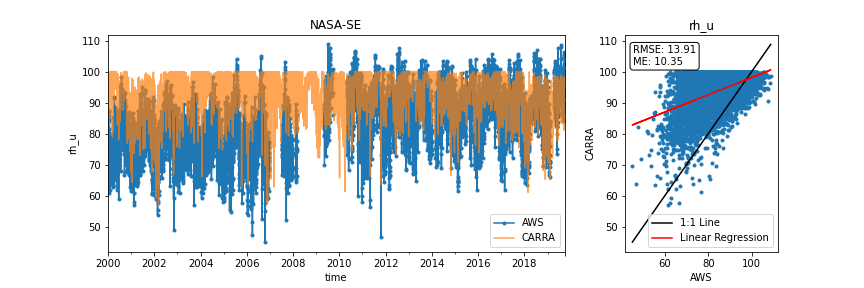 NASA-SE
rh_u
110
100
90
80
70
60
50
rh_u
2000
2002
2004
2006
2008
2010
2012
2014
2016
2018
time
AWS
CARRA
RMSE: 13.91
ME: 10.35
110
100
90
80
70
60
50
CARRA
60
80
100
AWS
1:1 Line
Linear Regression